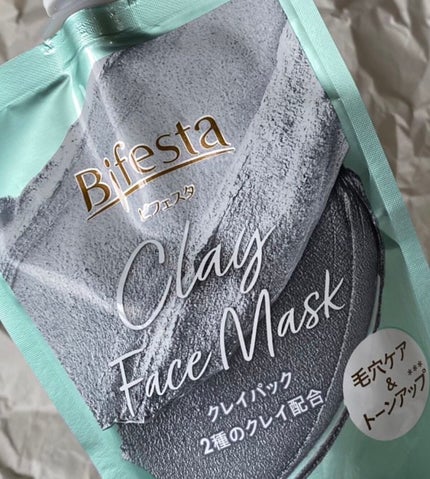 Bifesta
ビフェスタ
Clay
Face Mask
クレイパック
2種のクレイ配合
毛穴ケア
&
トーンアップ***